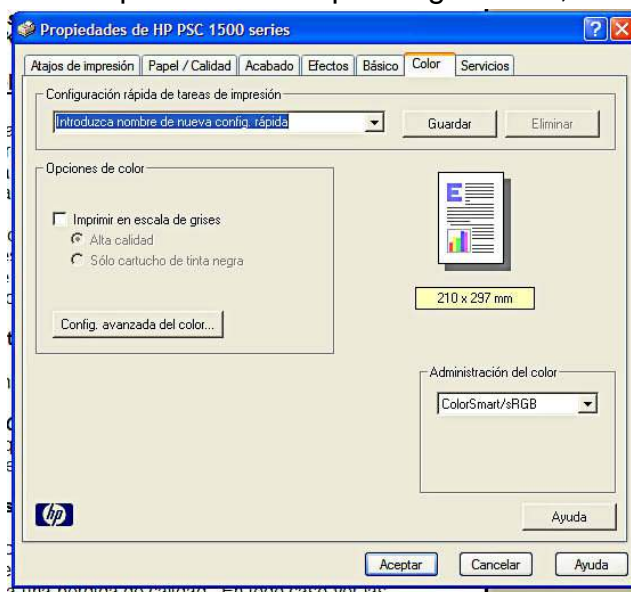 Propiedades de HP PSC 1500 series
Atajos de impresión Papel / Calidad Acabado Efectos Básico Color Servicios
Configuración rápida de tareas de impresión
Introduzca nombre de nueva config. rápida Guardar Eliminar
Opciones de color
Imprimir en escala de grises
Alta calidad
Sólo cartucho de tinta negra
Config. avanzada del color...
E
210 x 297 mm
Administración del color
ColorSmart/sRGB
hp
Ayuda
Aceptar Cancelar Ayuda